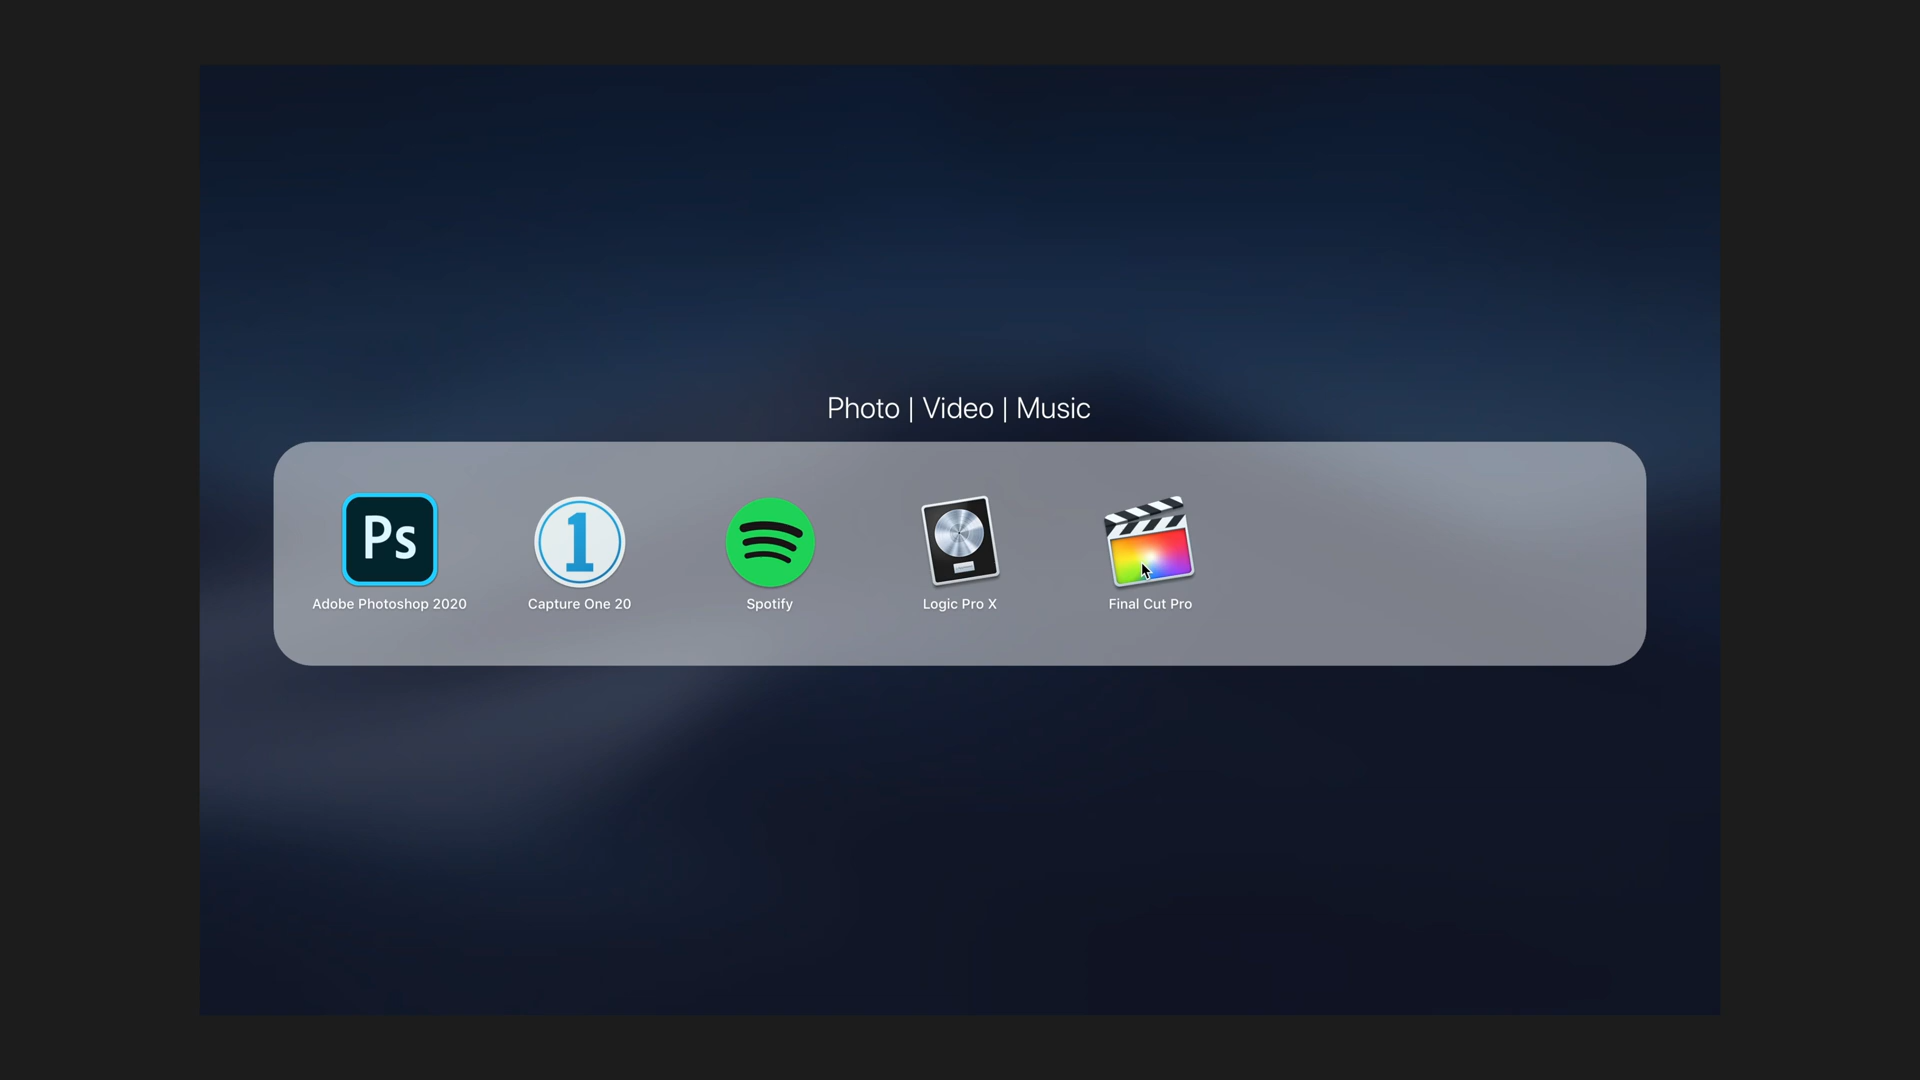 Photo | Video | Music
Ps
1
Adobe Photoshop 2020
Capture One 20
Spotify
Logic Pro X
Final Cut Pro